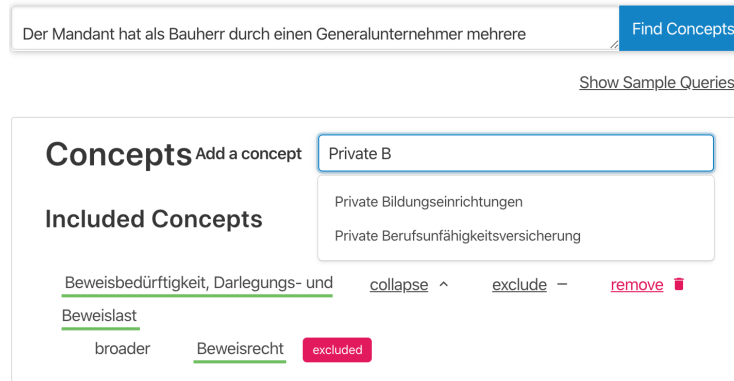 Der Mandant hat als Bauherr durch einen Generalunternehmer mehrere
Find Concepts
Show Sample Queries
Concepts Add a concept Private B
Private Bildungseinrichtungen
Private Berufsunfähigkeitsversicherung
Included Concepts
Beweisbedürftigkeit, Darlegungs- und collapse exclude remove
Beweislast
broader Beweisrecht excluded